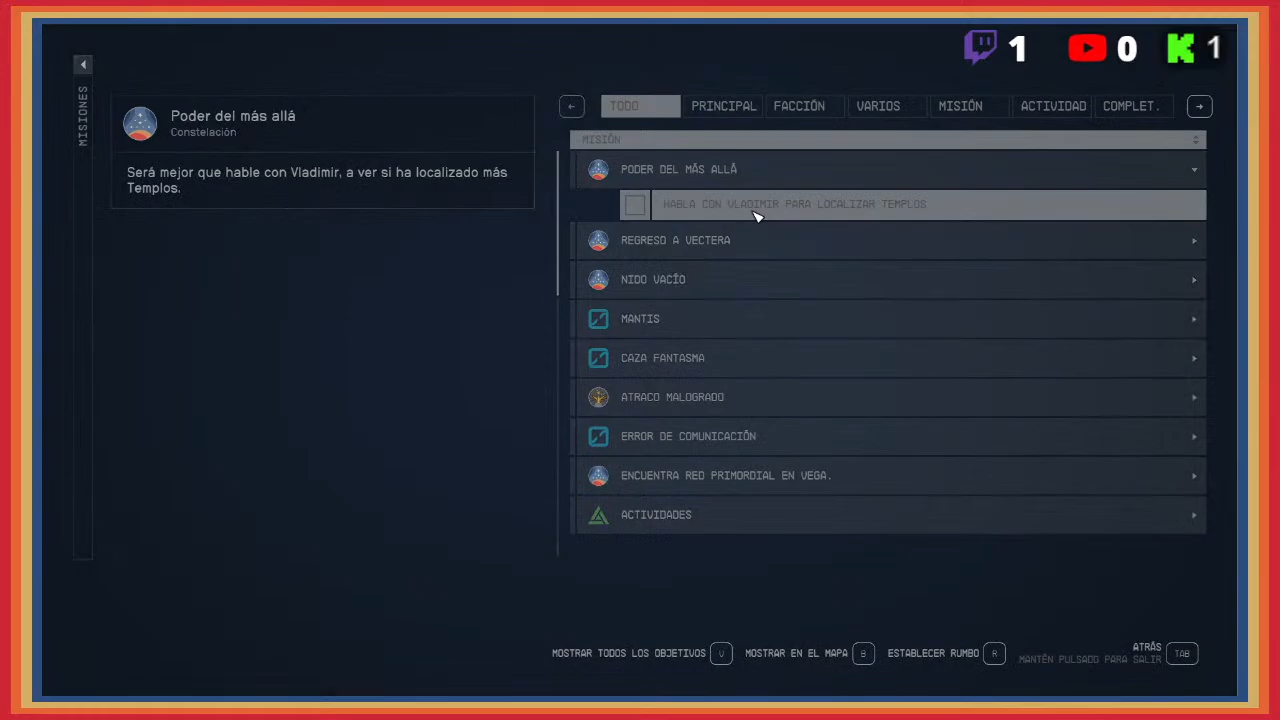 1 0 1
MISIONES
Poder del más allá
Constelación
Será mejor que hable con Vladimir, a ver si ha localizado más
Templos.
TODO PRINCIPAL FACCIÓN VARIOS MISIÓN ACTIVIDAD COMPLET.
MISIÓN
PODER DEL MÁS ALLÁ
HABLA CON VLADIMIR PARA LOCALIZAR TEMPLOS
REGRESO A VECTERA
NIDO VACÍO
MANTIS
CAZA FANTASMA
ATRACO MALOGRADO
ERROR DE COMUNICACIÓN
ENCUENTRA RED PRIMORDIAL EN VEGA.
ACTIVIDADES
MOSTRAR TODOS LOS OBJETIVOS V MOSTRAR EN EL MAPA B ESTABLECER RUMBO R ATRÁS TAB
MANTÉN PULSADO PARA SALIR